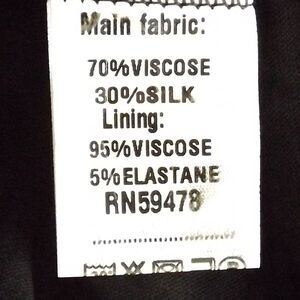 Main fabric:
70%VISCOSE
30%SILK
Lining:
95%VISCOSE
5%ELASTANE
RN59478